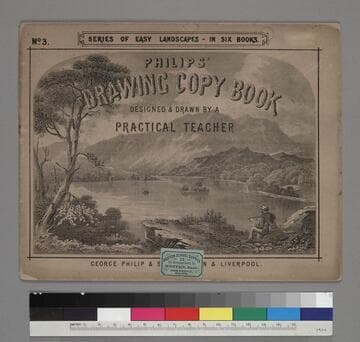 No 3.
SERIES OF EASY LANDSCAPES - IN SIX BOOKS.
PHILIPS'
DRAWING COPY BOOK
DESIGNED & DRAWN BY A
PRACTICAL TEACHER
GEORGE PHILIP & S N & LIVERPOOL.